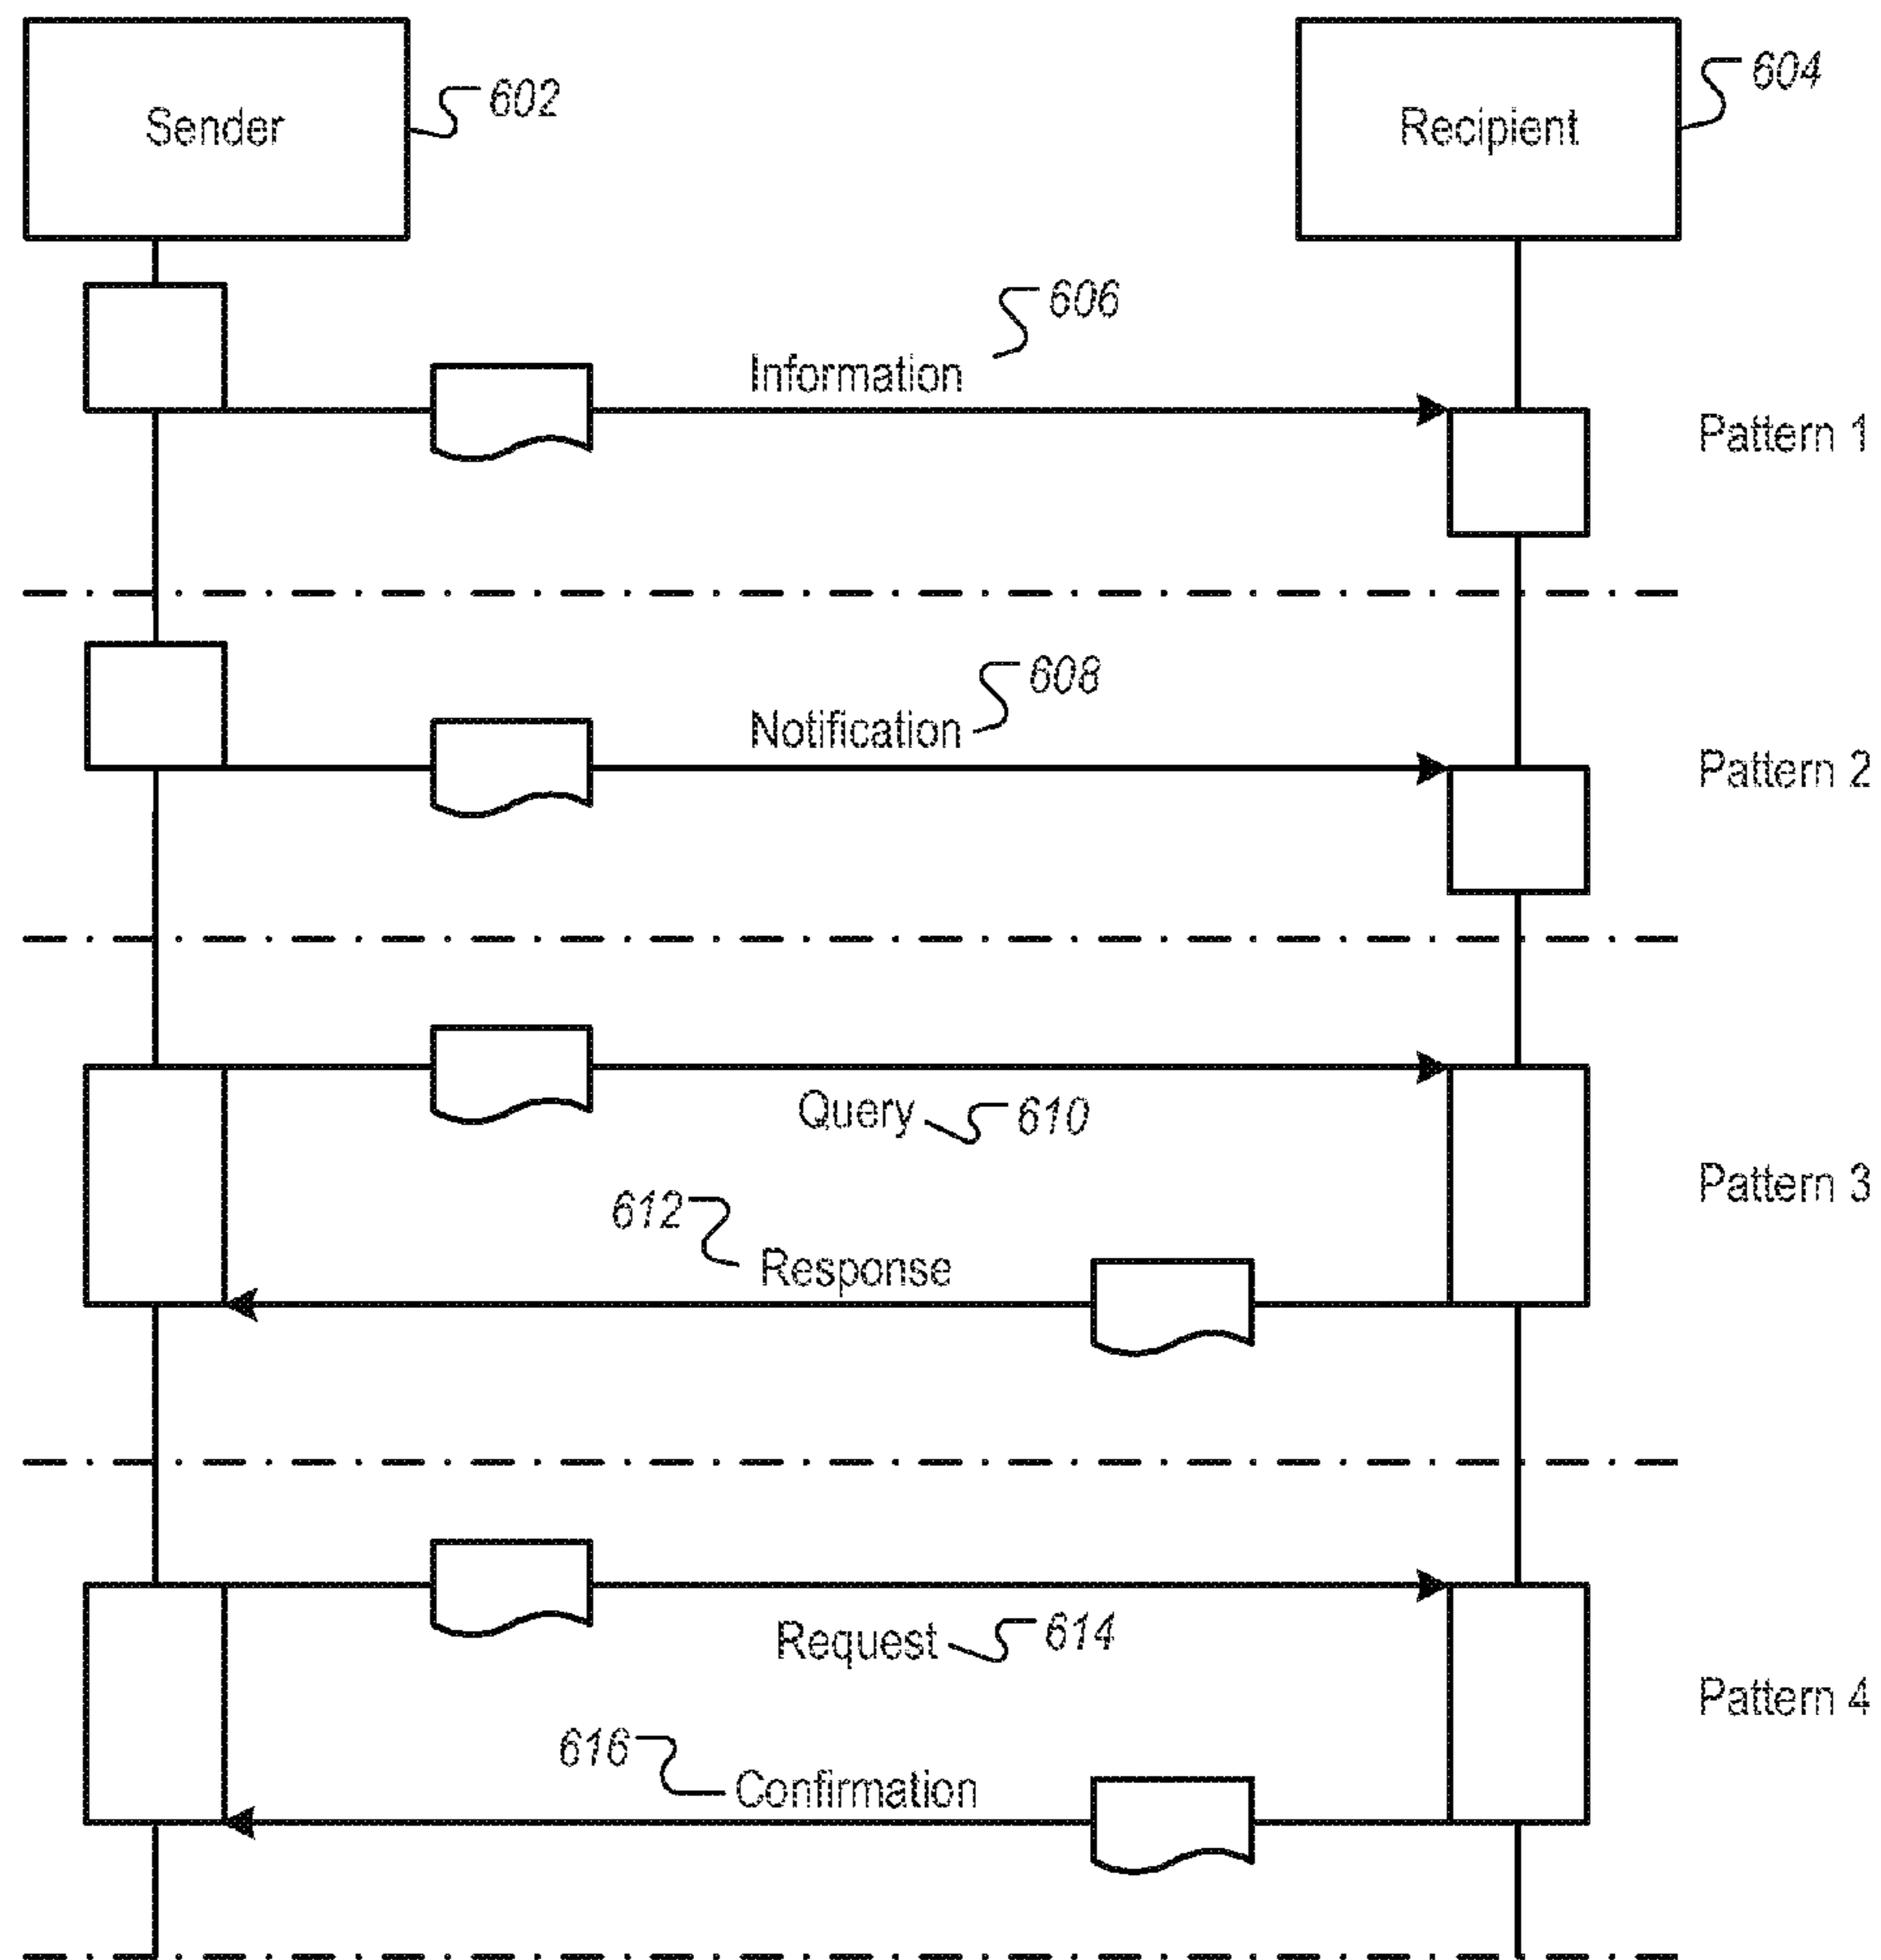 Sender
602
Recipient
604
606
Information
Pattern 1
608
Notification
Pattern 2
Query
610
Pattern 3
612
Response
Request
614
Pattern 4
616
Confirmation